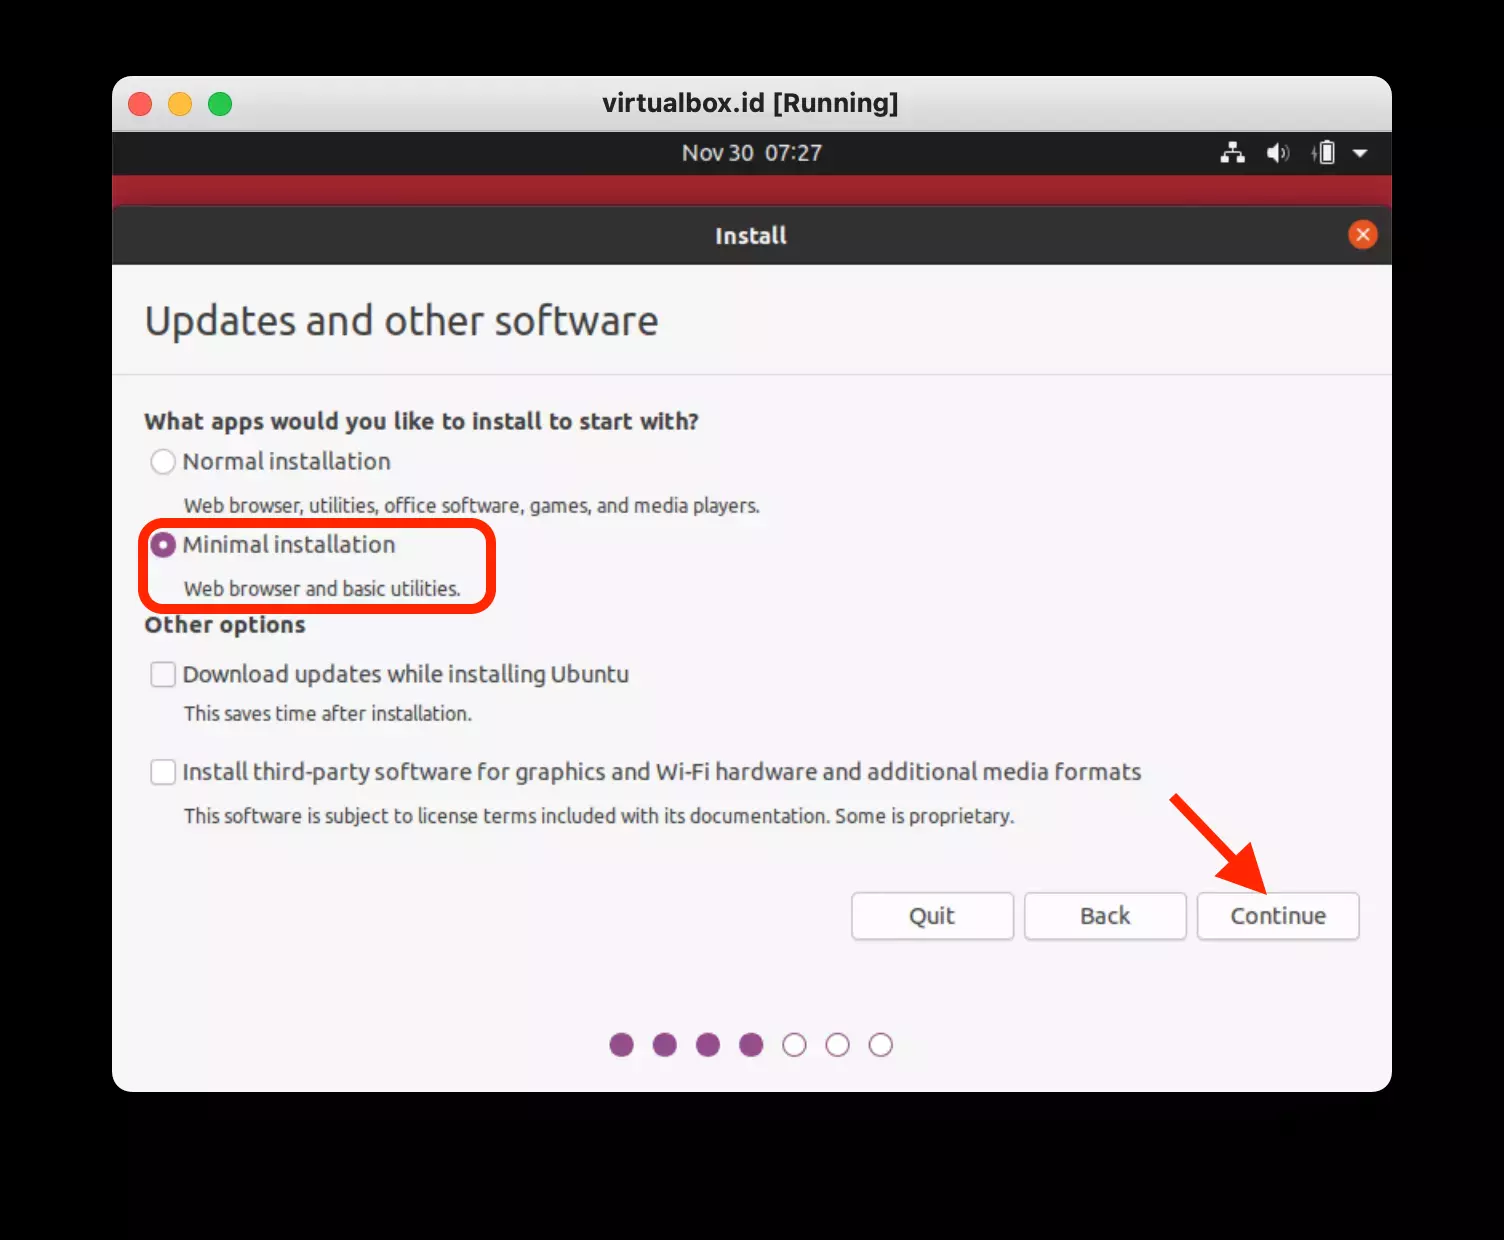 virtualbox.id [Running]
Nov 30 07:27
Install
Updates and other software
What apps would you like to install to start with?
Normal installation
Web browser, utilities, office software, games, and media players.
Minimal installation
Web browser and basic utilities.
Other options
Download updates while installing Ubuntu
This saves time after installation.
Install third-party software for graphics and Wi-Fi hardware and additional media formats
This software is subject to license terms included with its documentation. Some is proprietary.
Quit Back Continue